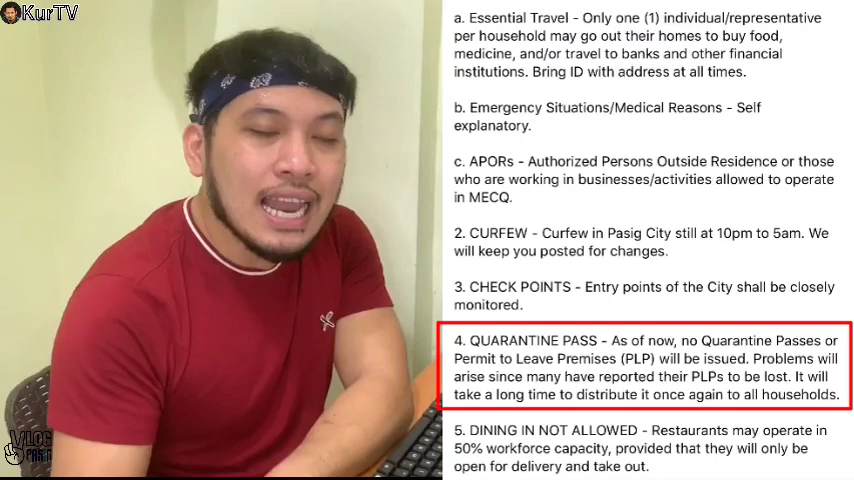 KurTV
a. Essential Travel - Only one (1) individual/representative
per household may go out their homes to buy food,
medicine, and/or travel to banks and other financial
institutions. Bring ID with address at all times.
b. Emergency Situations/Medical Reasons - Self
explanatory.
c. APORs - Authorized Persons Outside Residence or those
who are working in businesses/activities allowed to operate
in MECQ.
2. CURFEW - Curfew in Pasig City still at 10pm to 5am. We
will keep you posted for changes.
3. CHECK POINTS - Entry points of the City shall be closely
monitored.
4. QUARANTINE PASS - As of now, no Quarantine Passes or
Permit to Leave Premises (PLP) will be issued. Problems will
arise since many have reported their PLPs to be lost. It will
take a long time to distribute it once again to all households.
5. DINING IN NOT ALLOWED - Restaurants may operate in
50% workforce capacity, provided that they will only be
open for delivery and take out.
VLOG
PASIG